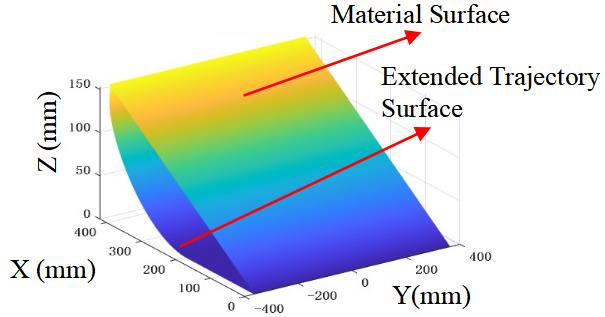 Material Surface
Extended Trajectory
Surface
Z (mm)
150
100
50
0
400
300
200
100
0
X (mm)
-400
-200
0
200
400
Y(mm)